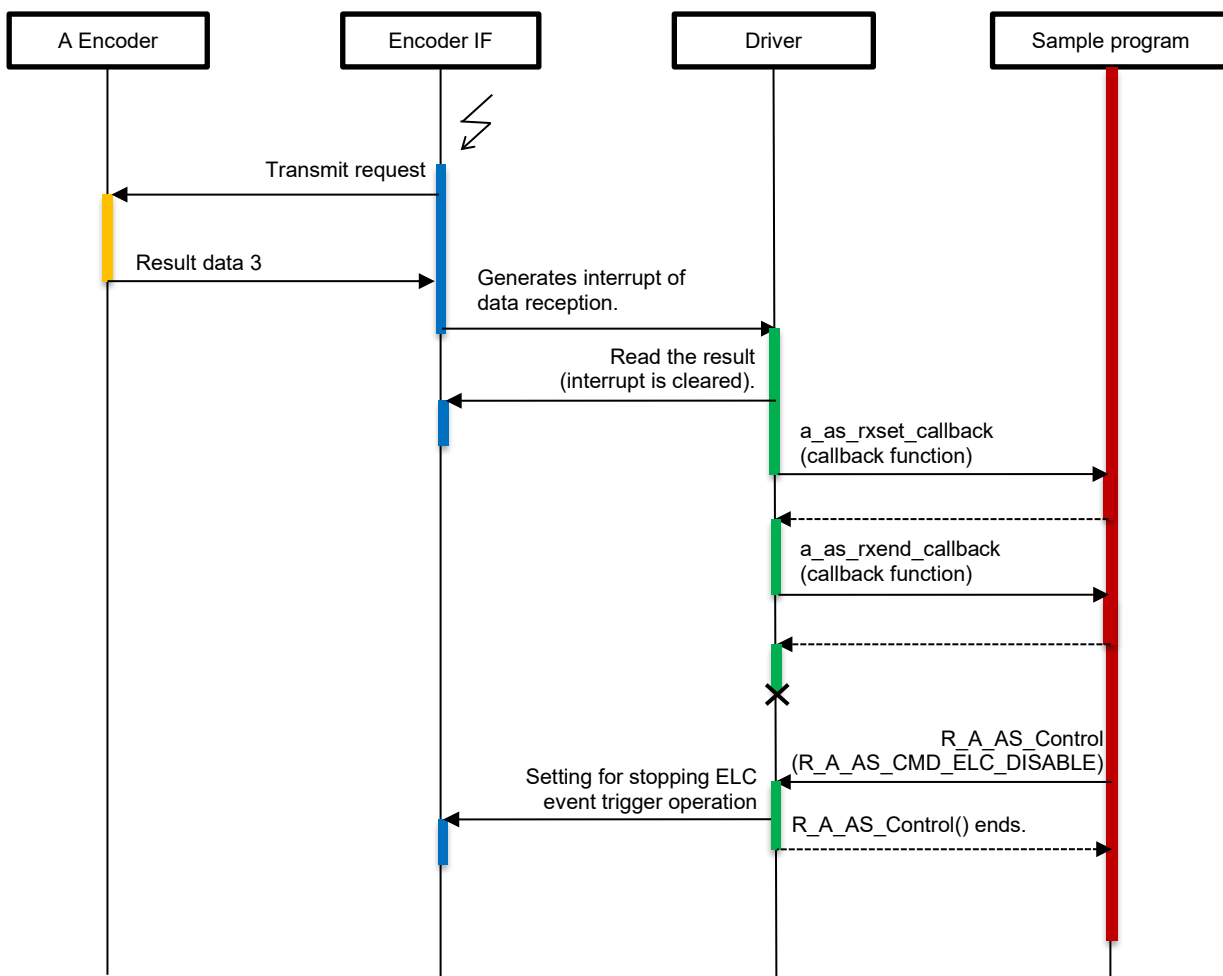 A Encoder
Encoder IF
Driver
Sample program
Transmit request
Result data 3
Generates interrupt of
data reception.
Read the result
(interrupt is cleared).
a_as_rxset_callback
(callback function)
a_as_rxend_callback
(callback function)
R_A_AS_Control
(R_A_AS_CMD_ELC_DISABLE)
Setting for stopping ELC
event trigger operation
R_A_AS_Control() ends.